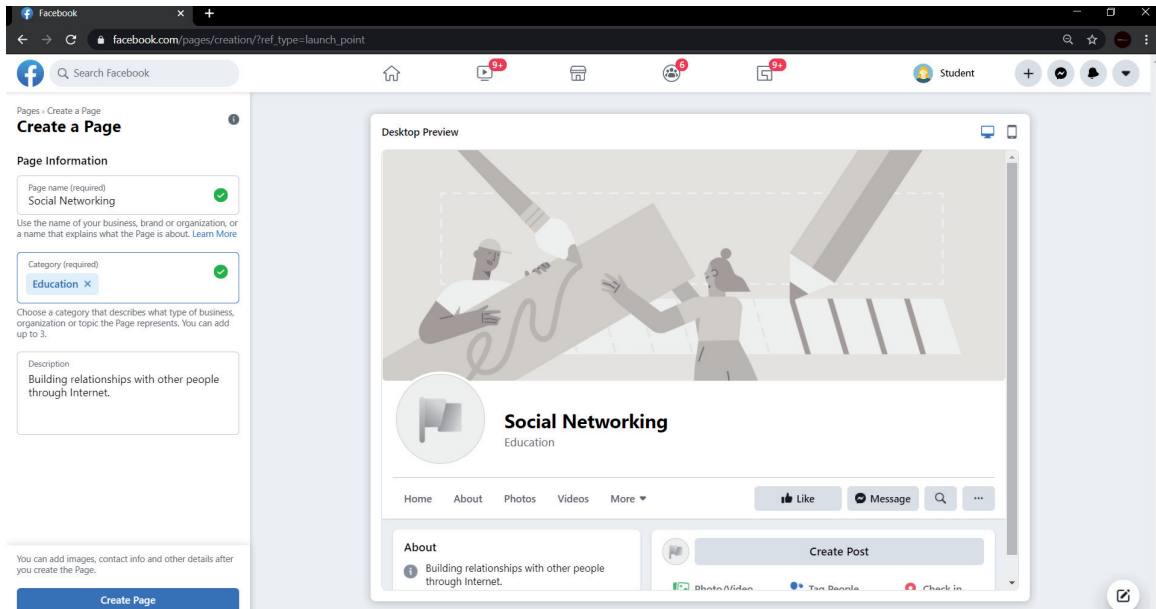 Facebook
facebook.com/pages/creation/?ref_type=launch_point
Search Facebook
9+
6
9+
Student
Pages › Create a Page
Create a Page
Page Information
Page name (required)
Social Networking
Use the name of your business, brand or organization, or
a name that explains what the Page is about. Learn More
Category (required)
Education
Choose a category that describes what type of business,
organization or topic the Page represents. You can add
up to 3.
Description
Building relationships with other people
through Internet.
You can add images, contact info and other details after
you create the Page.
Create Page
Desktop Preview
Social Networking
Education
Home About Photos Videos More
Like
Message
About
Building relationships with other people
through Internet.
Create Post
Photo/Video Tag People Check in